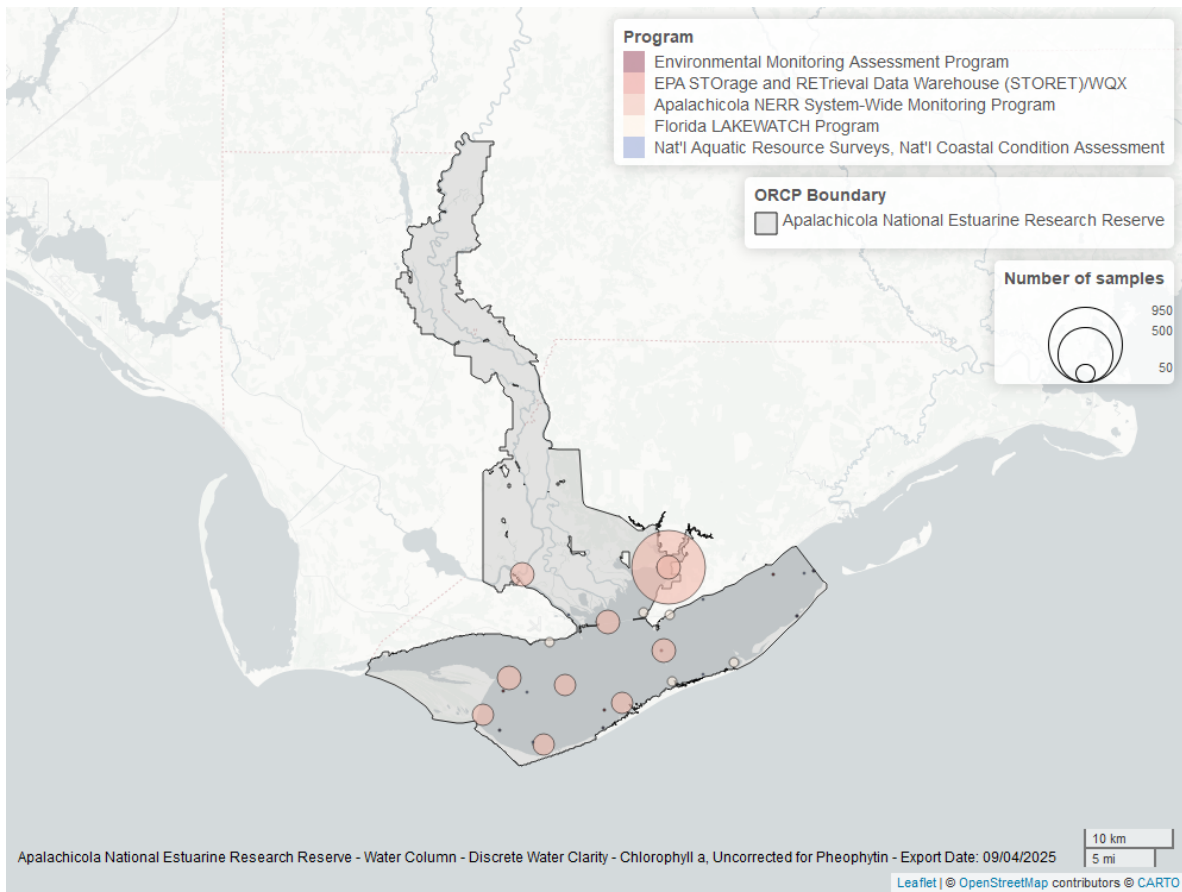 Program
Environmental Monitoring Assessment Program
EPA STOrage and RETrieval Data Warehouse (STORET)/WQX
Apalachicola NERR System-Wide Monitoring Program
Florida LAKEWATCH Program
Nat'l Aquatic Resource Surveys, Nat'l Coastal Condition Assessment
ORCP Boundary
Apalachicola National Estuarine Research Reserve
Number of samples
950
500
50
10 km
5 mi
Apalachicola National Estuarine Research Reserve - Water Column - Discrete Water Clarity - Chlorophyll a, Uncorrected for Pheophytin - Export Date: 09/04/2025
Leaflet | © OpenStreetMap contributors © CARTO